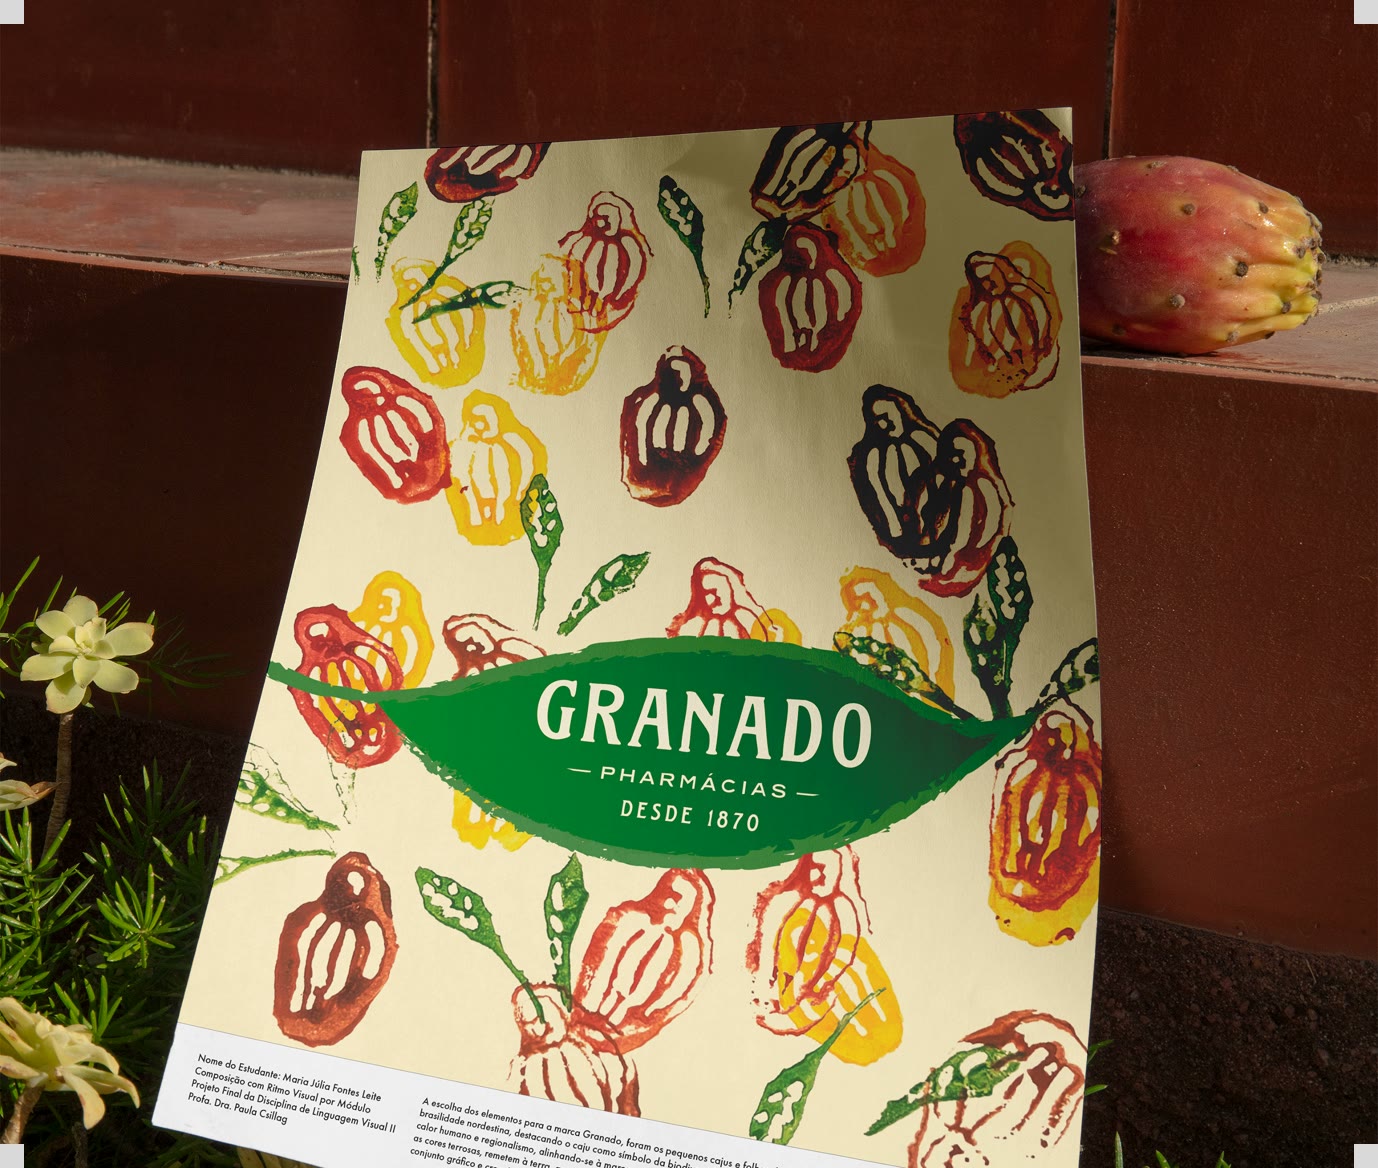 GRANADO
PHARMÁCIAS
DESDE 1870
Nome do Estudante: Maria Júlia Fontes Leite
Composição com Ritmo Visual por Módulo
Projeto Final da Disciplina de Linguagem Visual II
Profa. Dra. Paula Csillag
A escolha dos elementos para a marca Granado, foram os pequenos cajus e
brasilidade nordestina, destacando o caju como símbolo da
calor humano e regionalismo, alinhando-se à
as cores terrosas, remetem à terra,
conjunto gráfico e